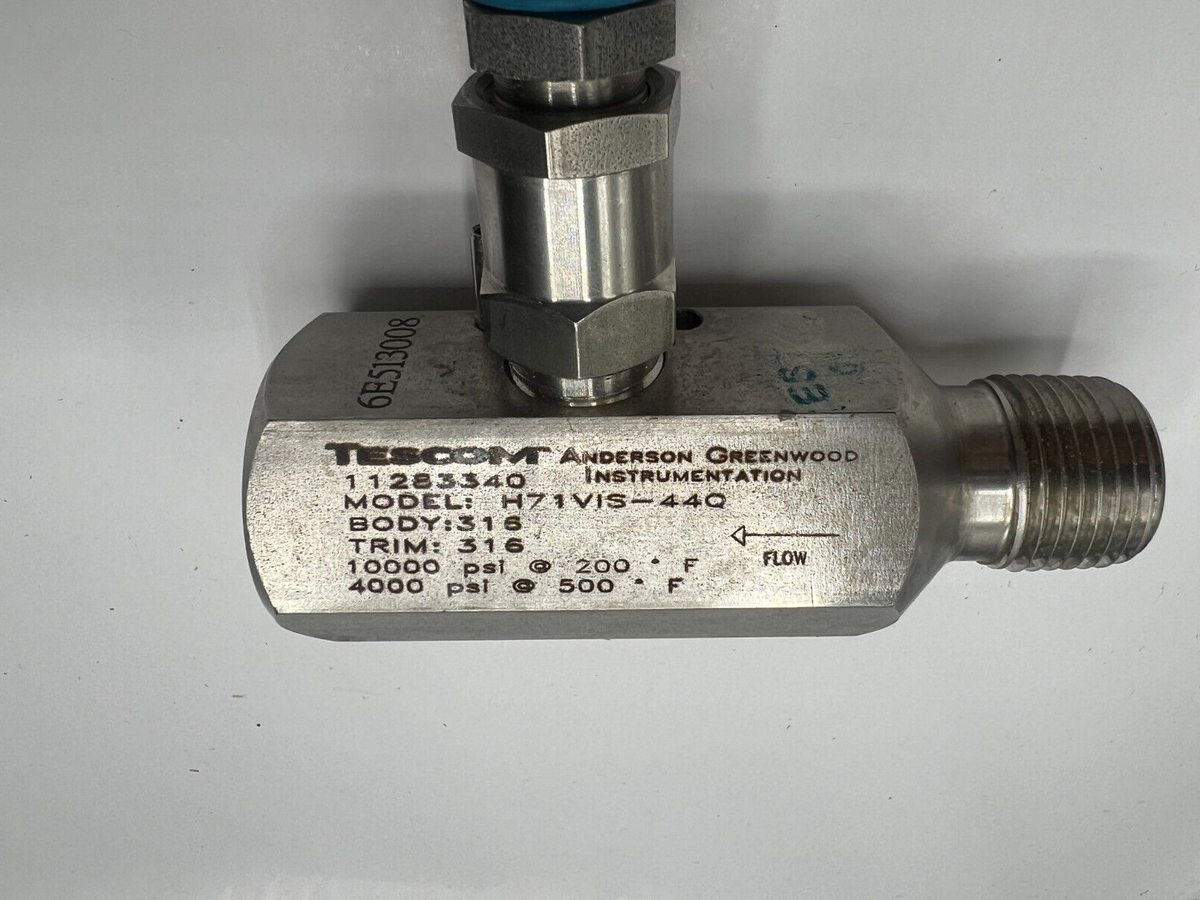 6E513008
E5
TESCOM ANDERSON GREENWOOD
INSTRUMENTATION
11283340
MODEL: H71VIS-44Q
BODY:316
TRIM: 316
10000 psi @ 200 ° F
4000 psi @ 500 ° F
FLOW